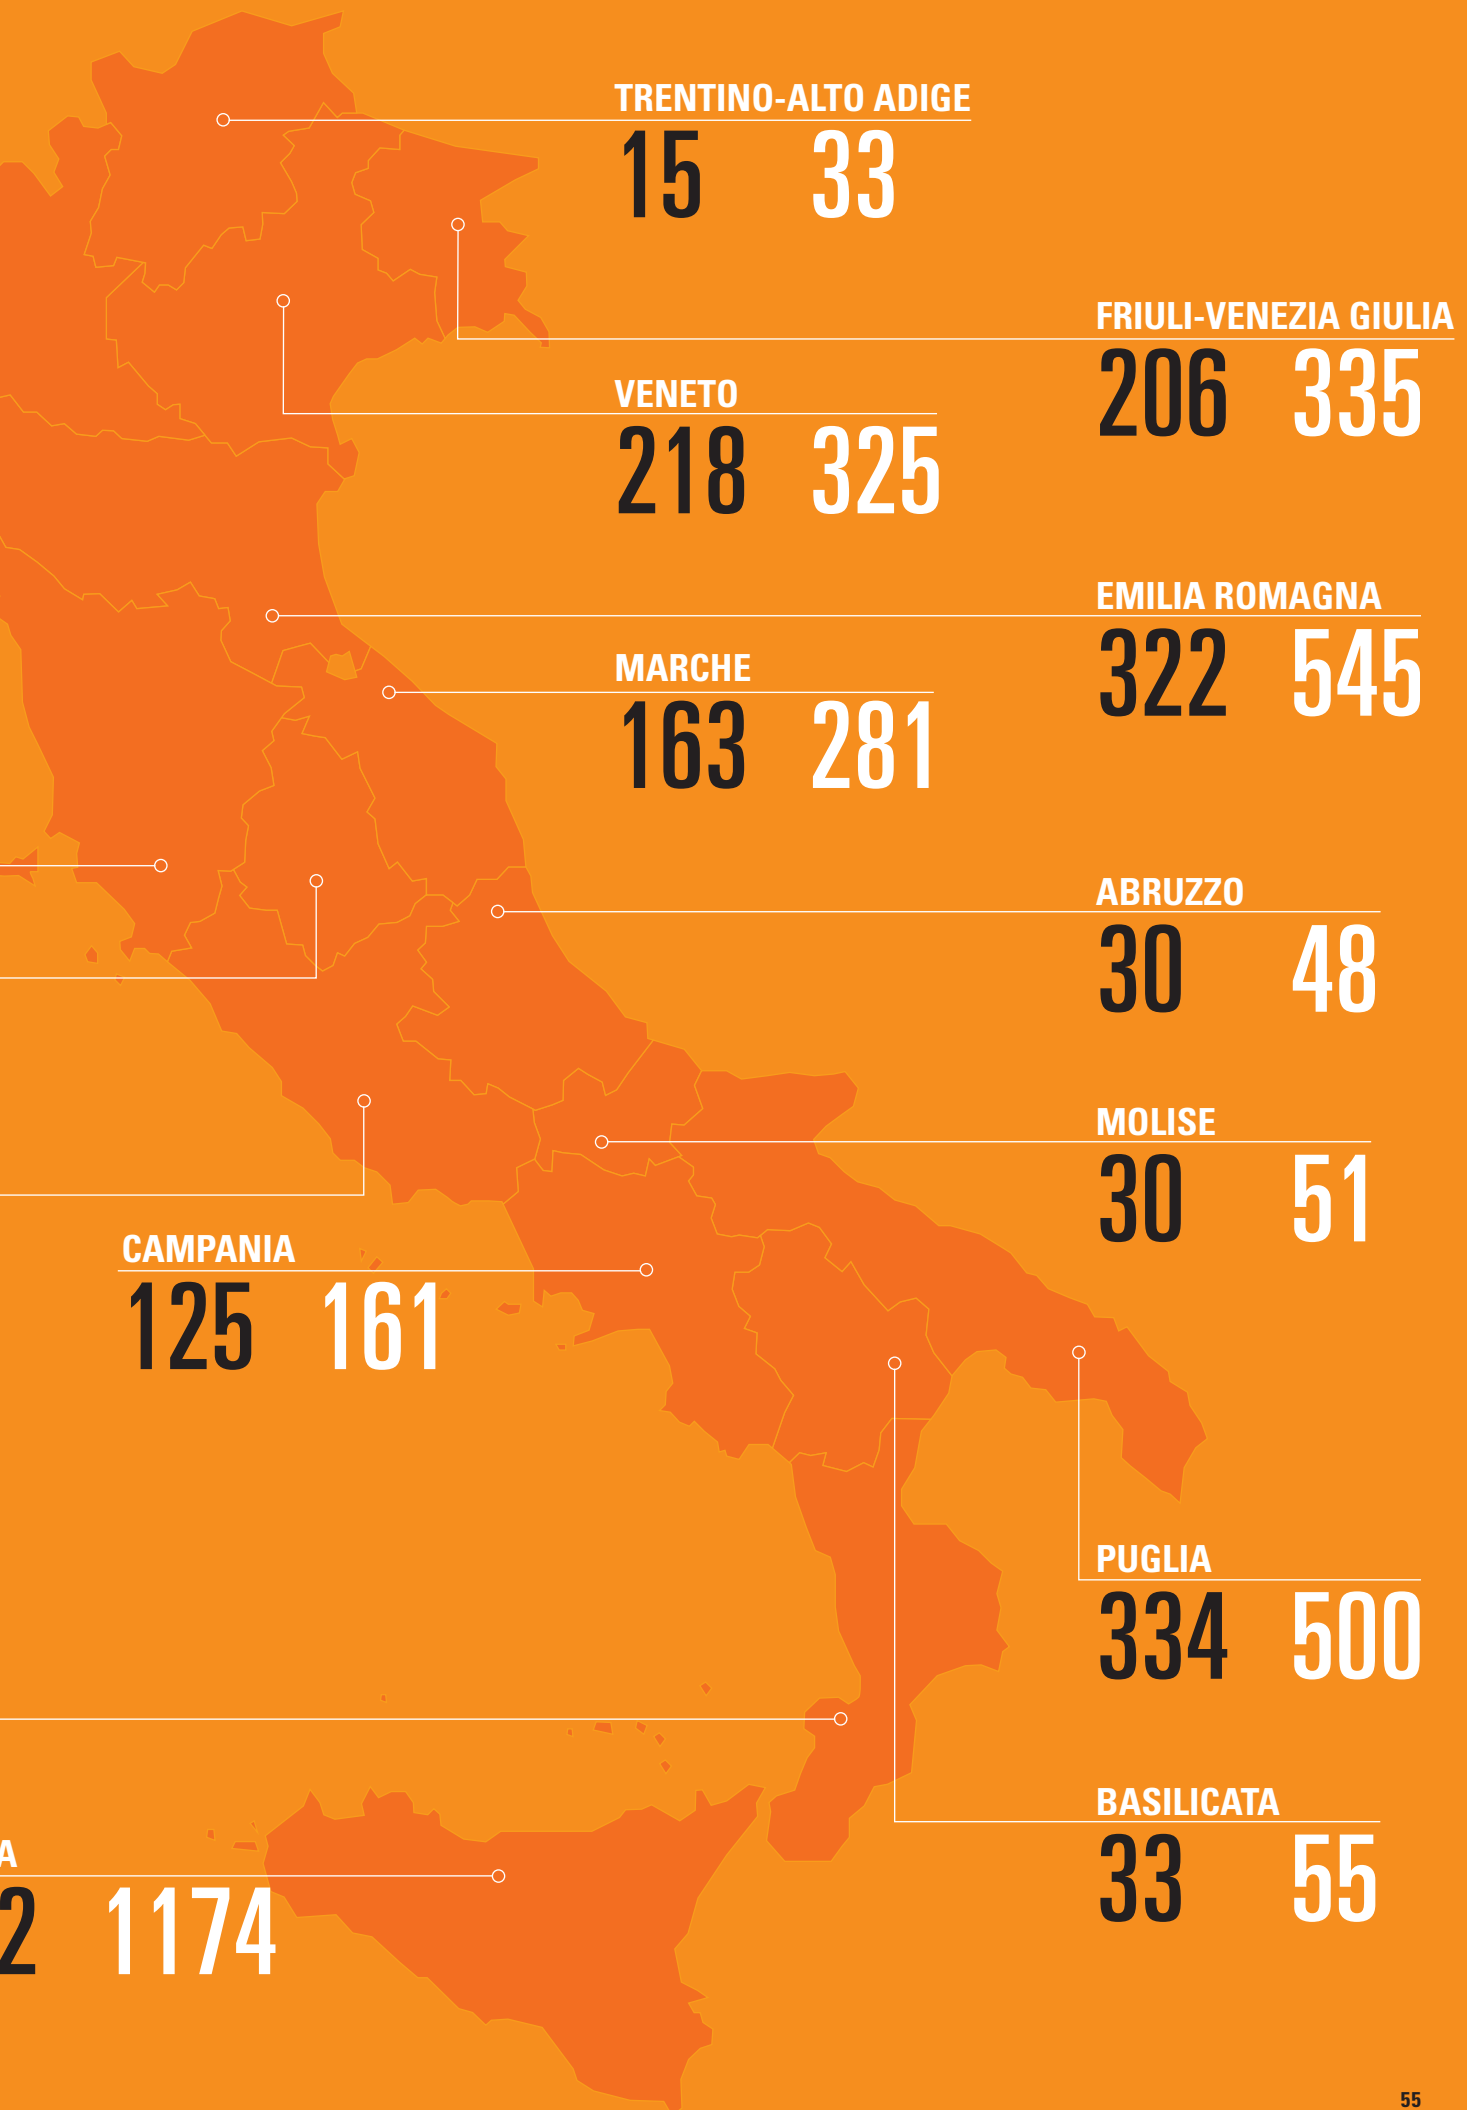 TRENTINO-ALTO ADIGE
15 33
FRIULI-VENEZIA GIULIA
206 335
VENETO
218 325
EMILIA ROMAGNA
322 545
MARCHE
163 281
ABRUZZO
30 48
MOLISE
30 51
CAMPANIA
125 161
PUGLIA
334 500
BASILICATA
33 55
A
2 1174
55